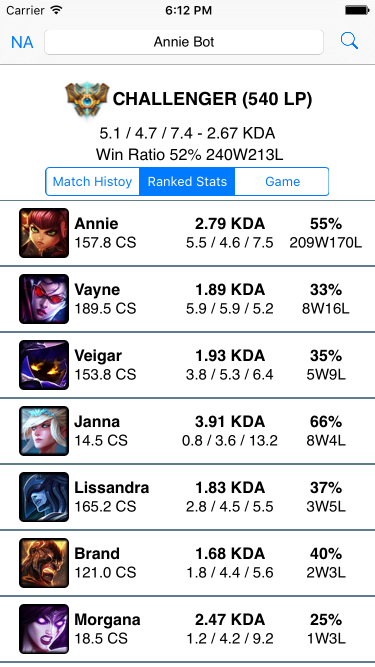 Carrier 6:12 PM
NA Annie Bot
CHALLENGER (540 LP)
5.1 / 4.7 / 7.4 - 2.67 KDA
Win Ratio 52% 240W213L
Match Histoy Ranked Stats Game
Annie 2.79 KDA 55%
157.8 CS 5.5 / 4.6 / 7.5 209W170L
Vayne 1.89 KDA 33%
189.5 CS 5.9 / 5.9 / 5.2 8W16L
Veigar 1.93 KDA 35%
153.8 CS 3.8 / 5.3 / 6.4 5W9L
Janna 3.91 KDA 66%
14.5 CS 0.8 / 3.6 / 13.2 8W4L
Lissandra 1.83 KDA 37%
165.2 CS 2.8 / 4.5 / 5.5 3W5L
Brand 1.68 KDA 40%
121.0 CS 1.8 / 4.4 / 5.6 2W3L
Morgana 2.47 KDA 25%
18.5 CS 1.2 / 4.2 / 9.2 1W3L